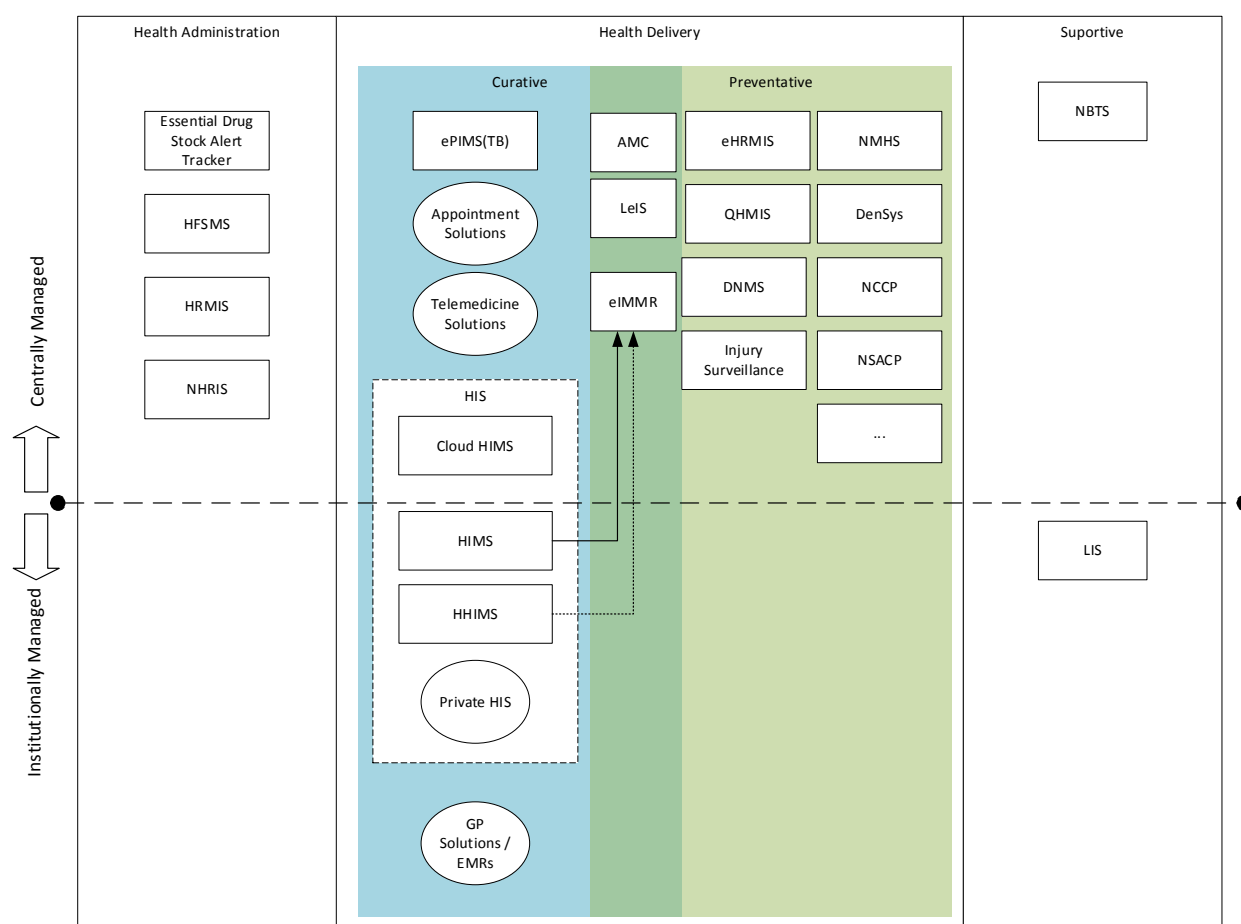 Health Administration
Health Delivery
Suportive
Curative
Preventative
Essential Drug
Stock Alert
Tracker
HFSMS
HRMIS
NHRIS
ePIMS(TB)
Appointment
Solutions
Telemedicine
Solutions
HIS
Cloud HIMS
HIMS
HHIMS
Private HIS
GP
Solutions /
EMRs
AMC
LeIS
eIMMR
eHRMIS
QHMIS
DNMS
Injury
Surveillance
NMHS
DenSys
NCCP
NSACP
...
NBTS
LIS
Centrally Managed
Institutionally Managed